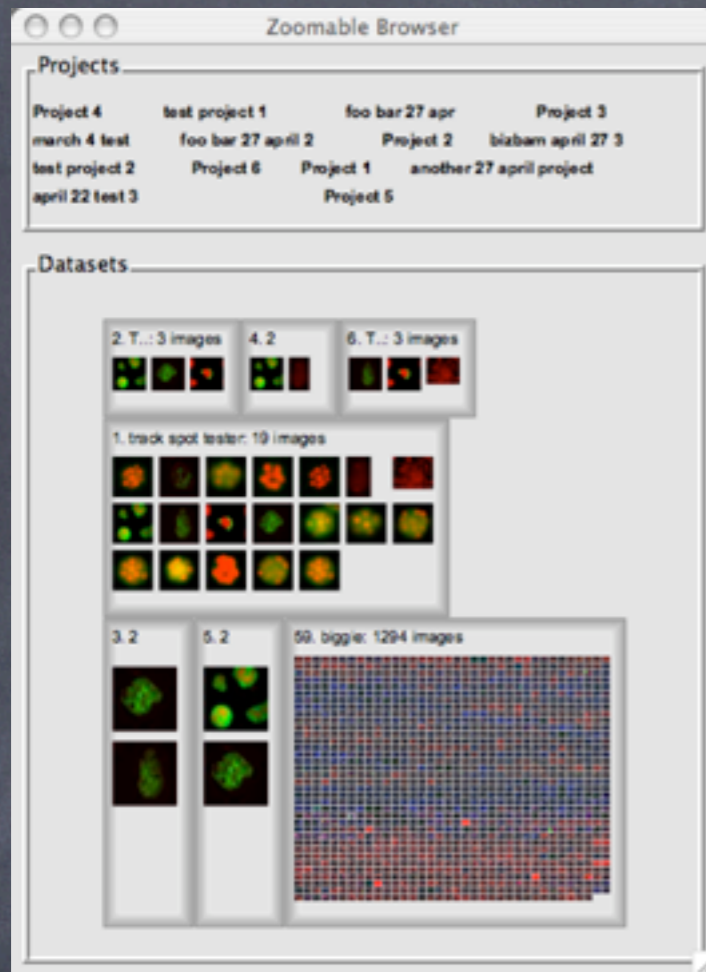 Zoomable Browser
Projects
Project 4 test project 1 foo bar 27 apr Project 3
march 4 test foo bar 27 april 2 Project 2 bizbam april 27 3
test project 2 Project 6 Project 1 another 27 april project
april 22 test 3 Project 5
Datasets
2. T..: 3 images 4. 2 6. T..: 3 images
1. track spot tester: 19 images
3. 2 5. 2 59. biggie: 1294 images